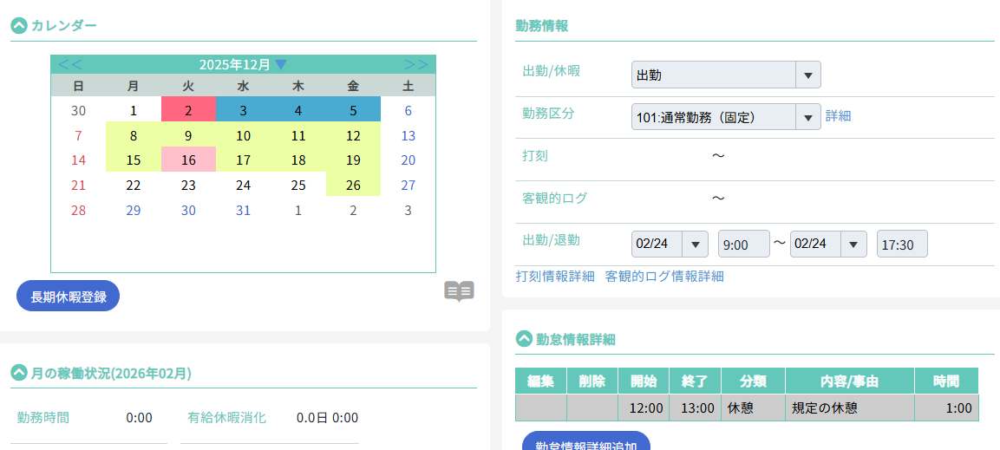 カレンダー
<< 2025年12月 ▼ >>
日 月 火 水 木 金 土
30 1 2 3 4 5 6
7 8 9 10 11 12 13
14 15 16 17 18 19 20
21 22 23 24 25 26 27
28 29 30 31 1 2 3
長期休暇登録
月の稼働状況(2026年02月)
勤務時間 0:00 有給休暇消化 0.0日 0:00
勤務情報
出勤/休暇 出勤
勤務区分 101:通常勤務（固定） 詳細
打刻 ～
客観的ログ ～
出勤/退勤 02/24 9:00 ～ 02/24 17:30
打刻情報詳細 客観的ログ情報詳細
勤怠情報詳細
編集 削除 開始 終了 分類 内容/事由 時間
12:00 13:00 休憩 規定の休憩 1:00
勤怠情報詳細追加